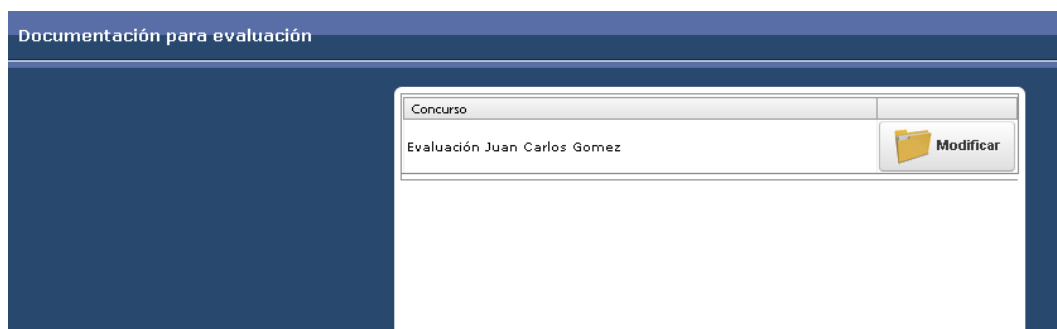 Documentación para evaluación
Concurso
Evaluación Juan Carlos Gomez
Modificar